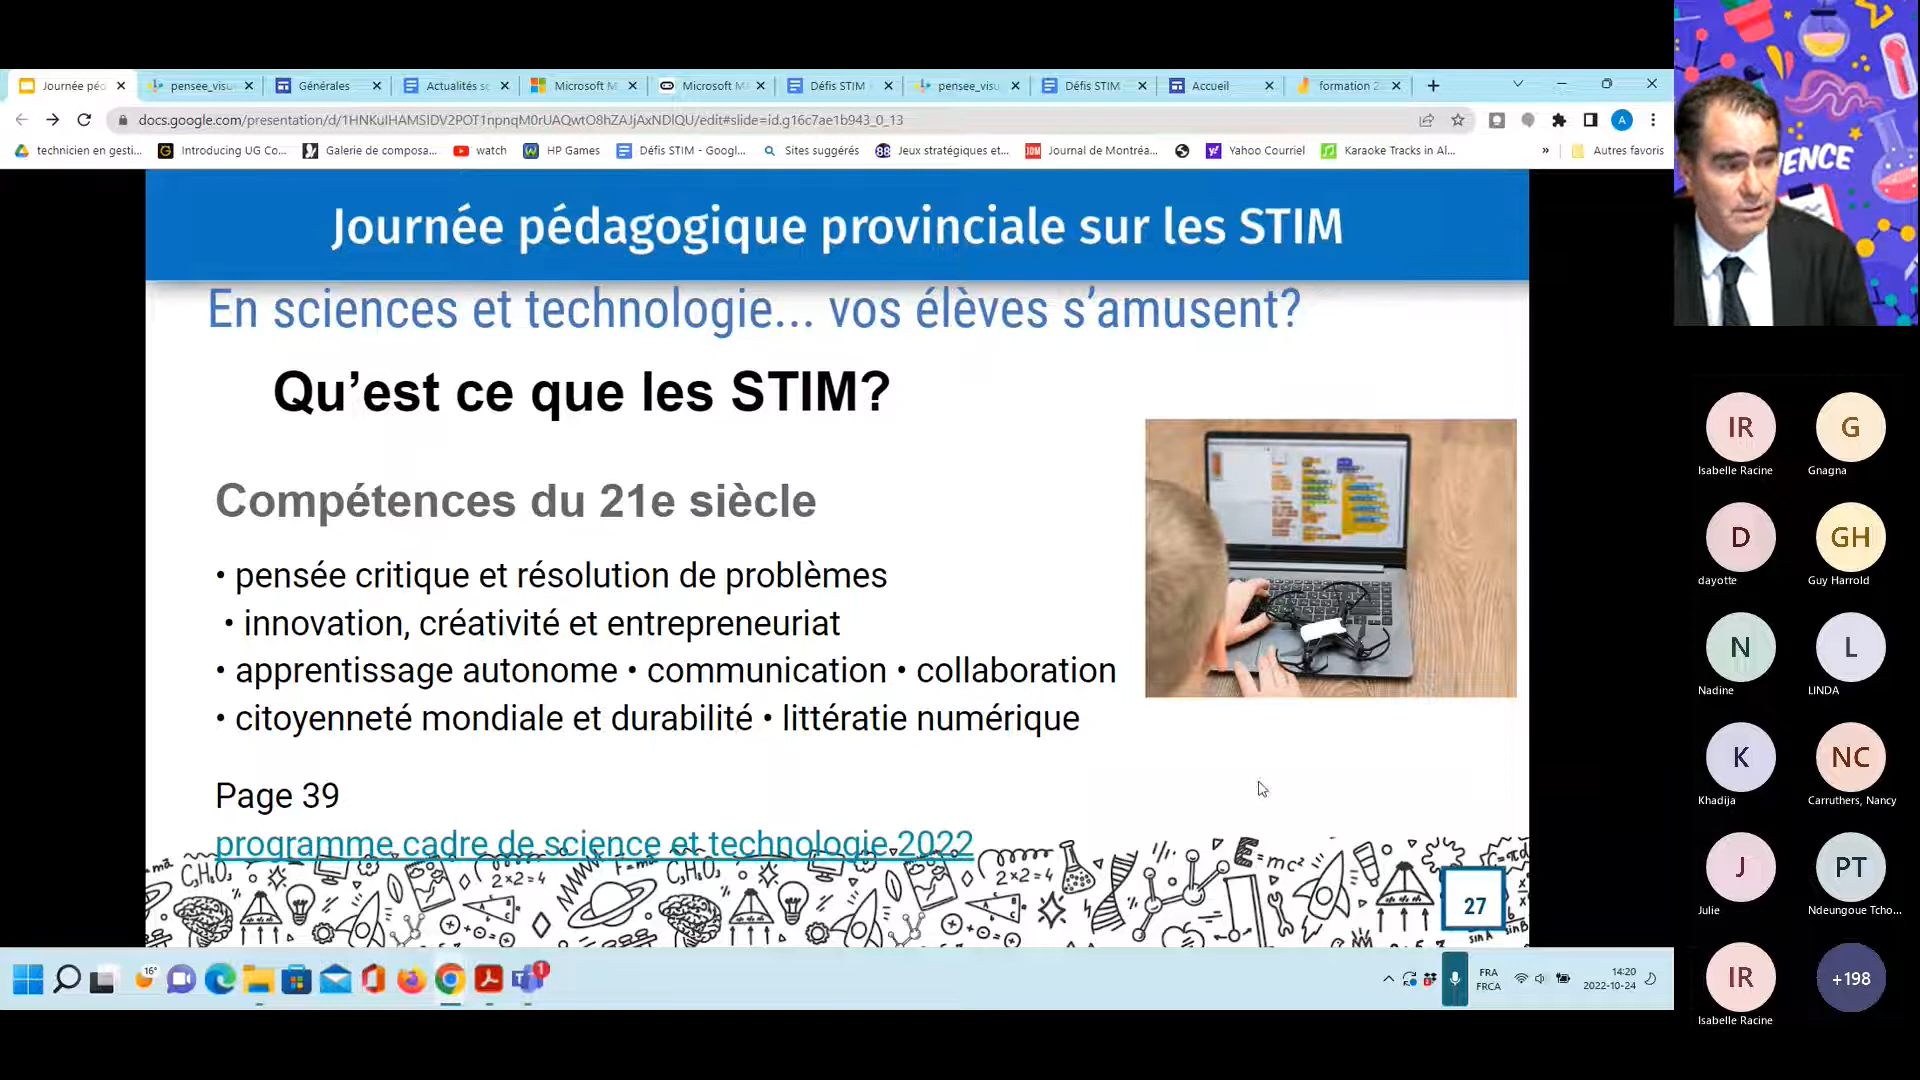 Journée péd
pensee_visu
Générales
Actualités sc
Microsoft M
Microsoft M
Défis STIM
pensee_visu
Défis STIM
Accueil
formation 2
docs.google.com/presentation/d/
/edit#slide=id.g16c7ae1b943_0_13
technicien en gesti...
Introducing UG Co...
Galerie de composa...
watch
HP Games
Défis STIM - Googl...
Sites suggérés
Jeux stratégiques et...
Journal de Montréa...
Yahoo Courriel
Karaoke Tracks in Al...
»
Autres favoris
Journée pédagogique provinciale sur les STIM
En sciences et technologie... vos élèves s’amusent?
Qu’est ce que les STIM?
Compétences du 21e siècle
• pensée critique et résolution de problèmes
• innovation, créativité et entrepreneuriat
• apprentissage autonome • communication • collaboration
• citoyenneté mondiale et durabilité • littératie numérique
Page 39
programme cadre de science et technologie 2022
27
16°
1
FRA
FRCA
14:20
2022-10-24
IENCE
IR
Isabelle Racine
G
Gnagna
D
dayotte
GH
Guy Harrold
N
Nadine
L
LINDA
K
Khadija
NC
Carruthers, Nancy
J
Julie
PT
Ndeungoue Tcho...
IR
Isabelle Racine
+198